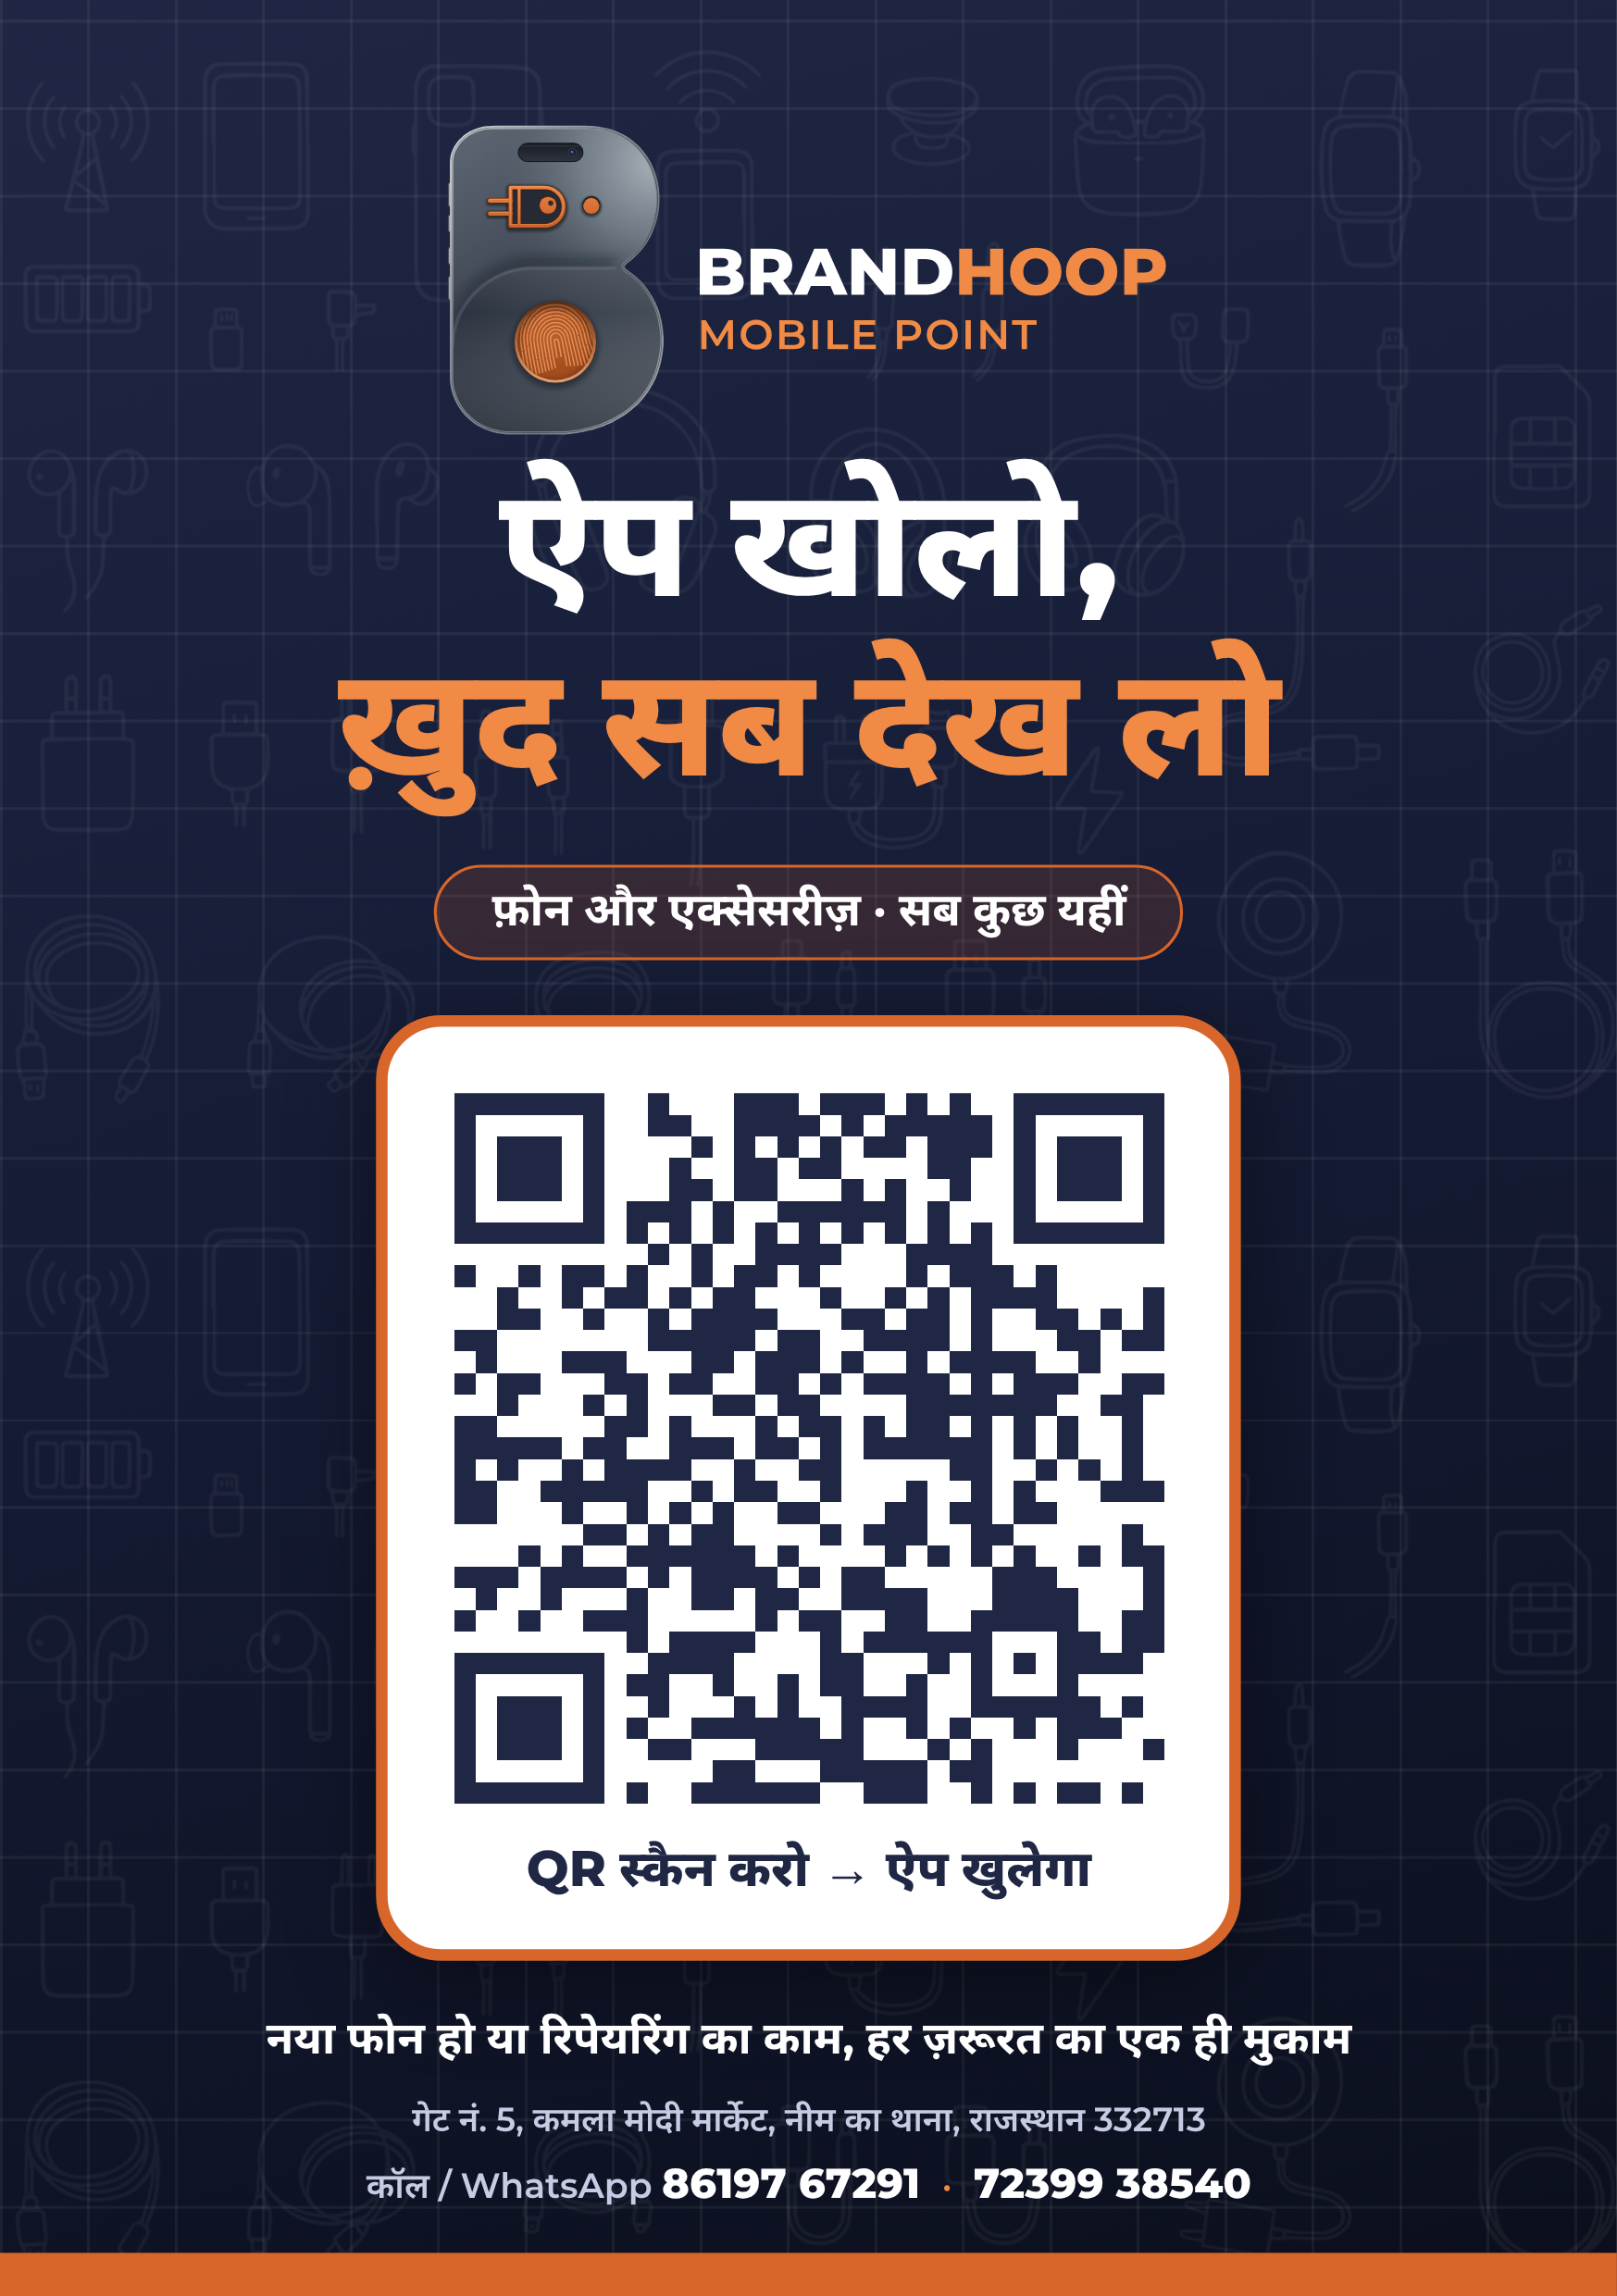 BRANDHOOP
MOBILE POINT
ऐप खोलो,
ख़ुद सब देख लो
फ़ोन और एक्सेसरीज़ · सब कुछ यहीं
QR स्कैन करो → ऐप खुलेगा
नया फोन हो या रिपेयरिंग का काम, हर ज़रूरत का एक ही मुकाम
गेट नं. 5, कमला मोदी मार्केट, नीम का थाना, राजस्थान 332713
कॉल / WhatsApp 86197 67291 · 72399 38540